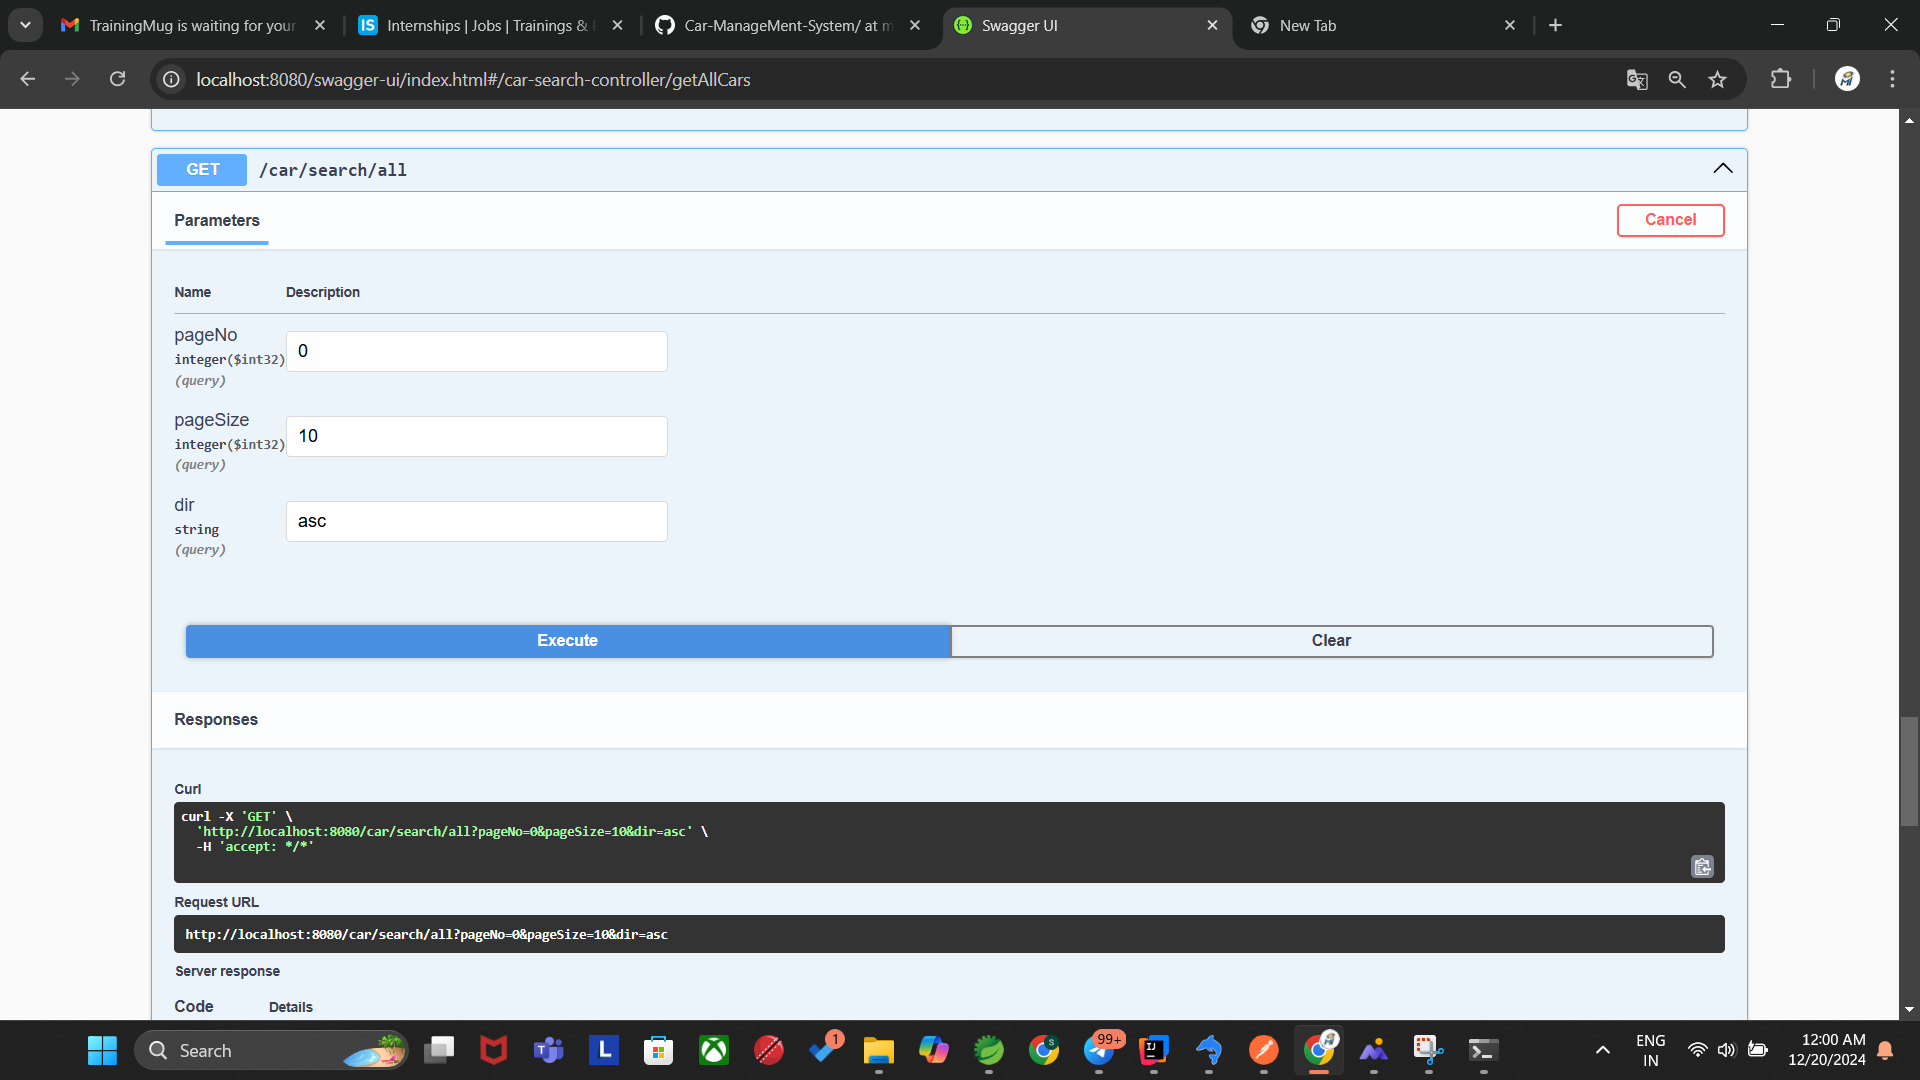 TrainingMug is waiting for your
Internships | Jobs | Trainings &
Car-ManageMent-System/ at m
Swagger UI
New Tab
localhost:8080/swagger-ui/index.html#/car-search-controller/getAllCars
GET /car/search/all
Parameters
Cancel
Name Description
pageNo
integer($int32)
(query)
0
pageSize
integer($int32)
(query)
10
dir
string
(query)
asc
Execute
Clear
Responses
Curl
curl -X 'GET' \
'http://localhost:8080/car/search/all?pageNo=0&pageSize=10&dir=asc' \
-H 'accept: */*'
Request URL
http://localhost:8080/car/search/all?pageNo=0&pageSize=10&dir=asc
Server response
Code Details
Search
1
99+
ENG
IN
12:00 AM
12/20/2024